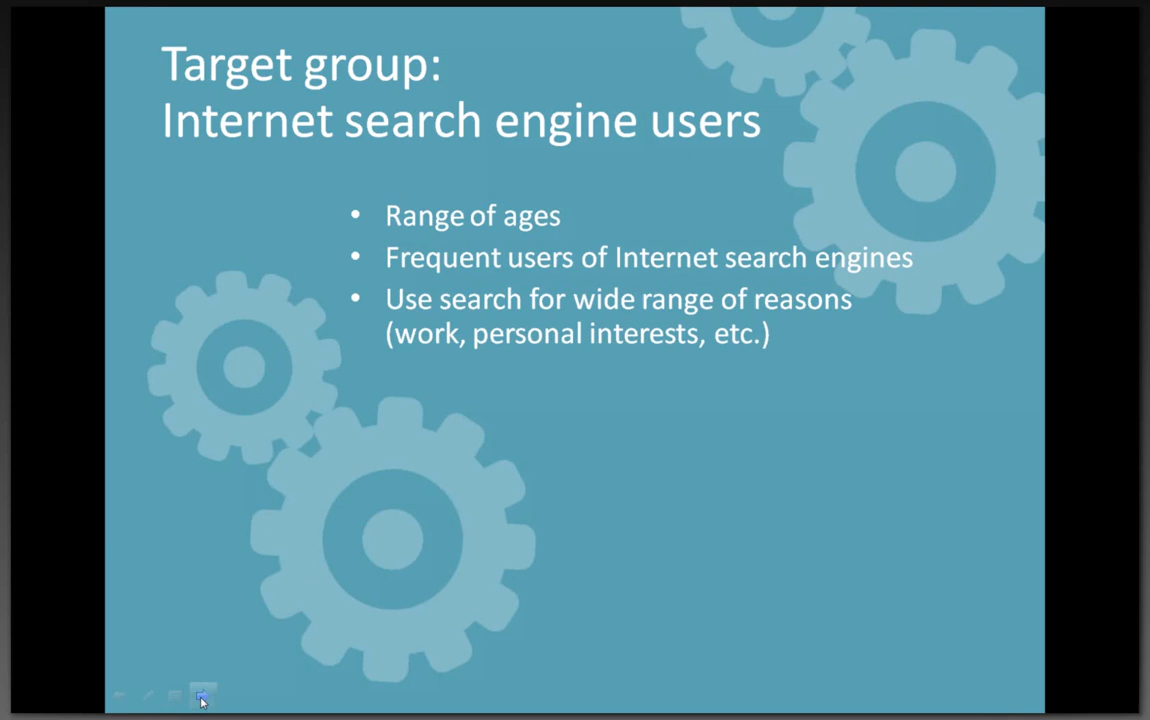 Target group:
Internet search engine users
• Range of ages
• Frequent users of Internet search engines
• Use search for wide range of reasons
(work, personal interests, etc.)